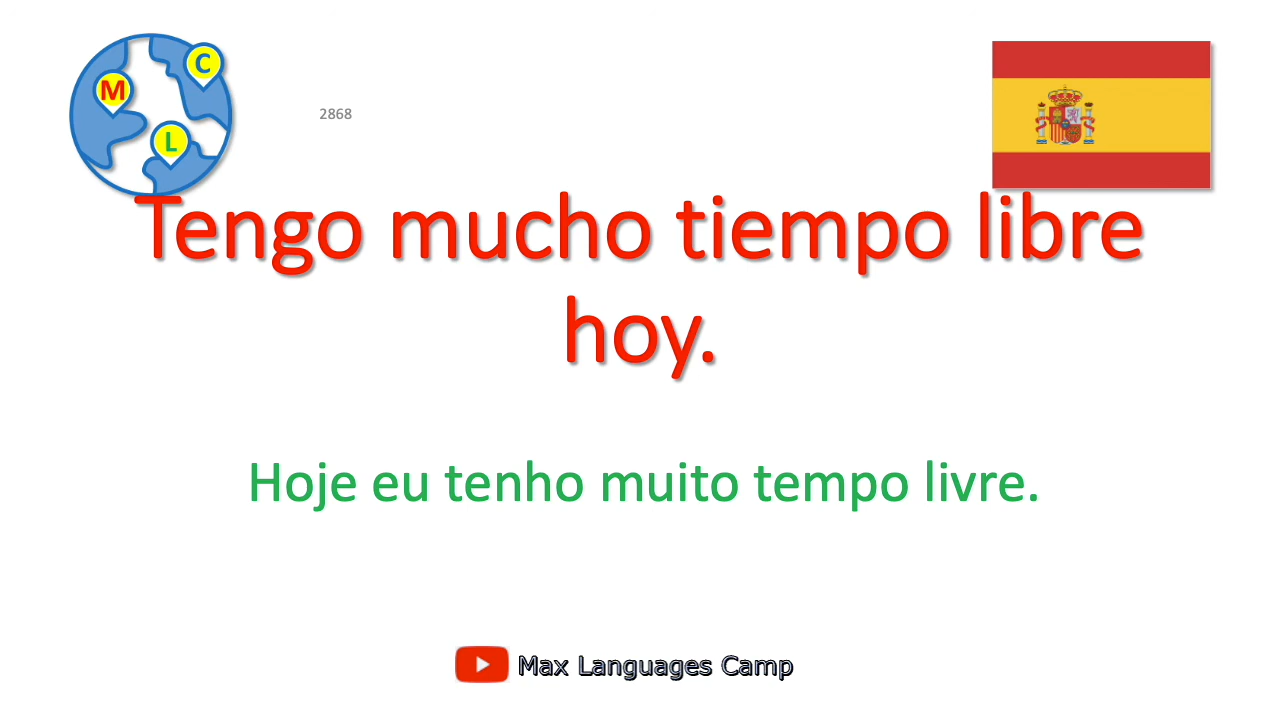 C
M
L
2868
Tengo mucho tiempo libre
hoy.
Hoje eu tenho muito tempo livre.
Max Languages Camp